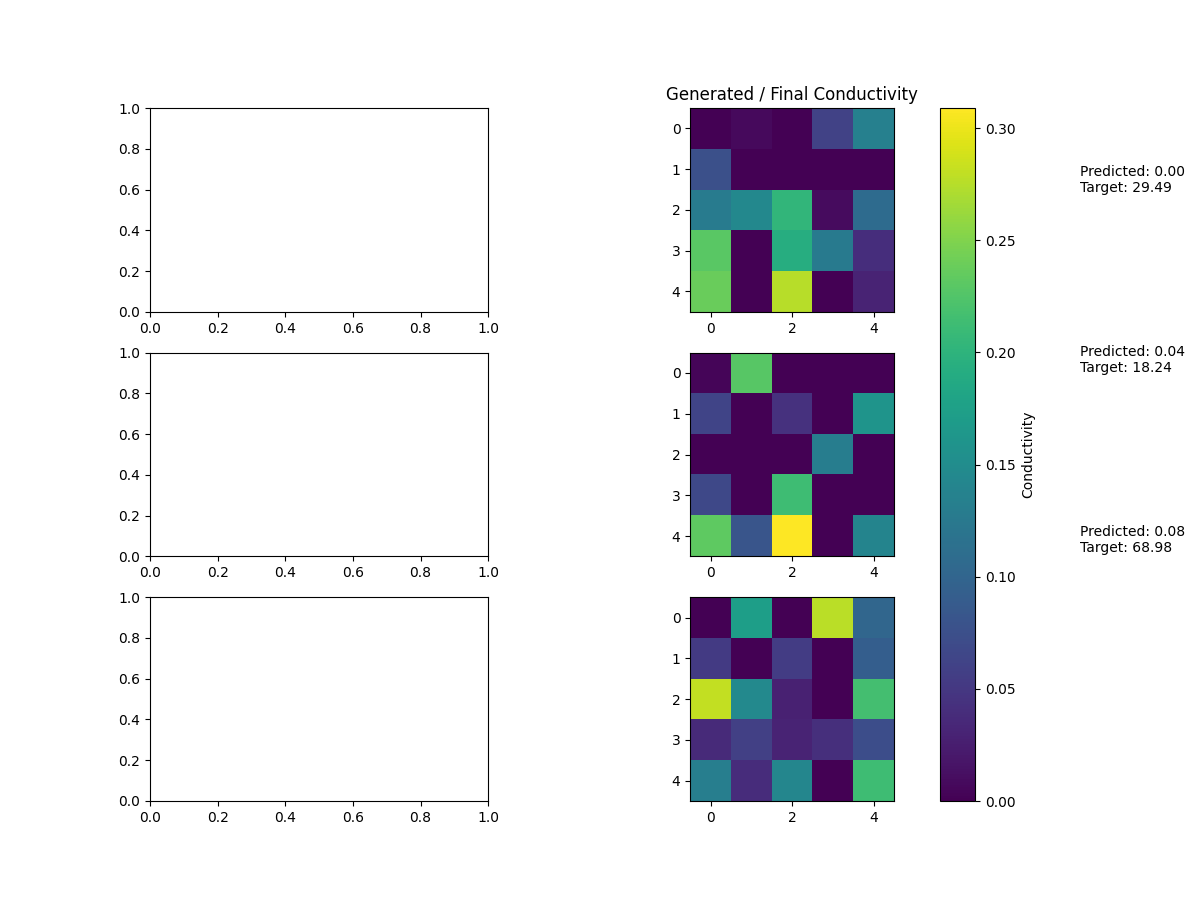 Generated / Final Conductivity
1.0
0.8
0.6
0.4
0.2
0.0
0.0 0.2 0.4 0.6 0.8 1.0
0
1
2
3
4
0 2 4
1.0
0.8
0.6
0.4
0.2
0.0
0.0 0.2 0.4 0.6 0.8 1.0
0
1
2
3
4
0 2 4
1.0
0.8
0.6
0.4
0.2
0.0
0.0 0.2 0.4 0.6 0.8 1.0
0
1
2
3
4
0 2 4
0.30
0.25
0.20
0.15
0.10
0.05
0.00
Conductivity
Predicted: 0.00
Target: 29.49
Predicted: 0.04
Target: 18.24
Predicted: 0.08
Target: 68.98